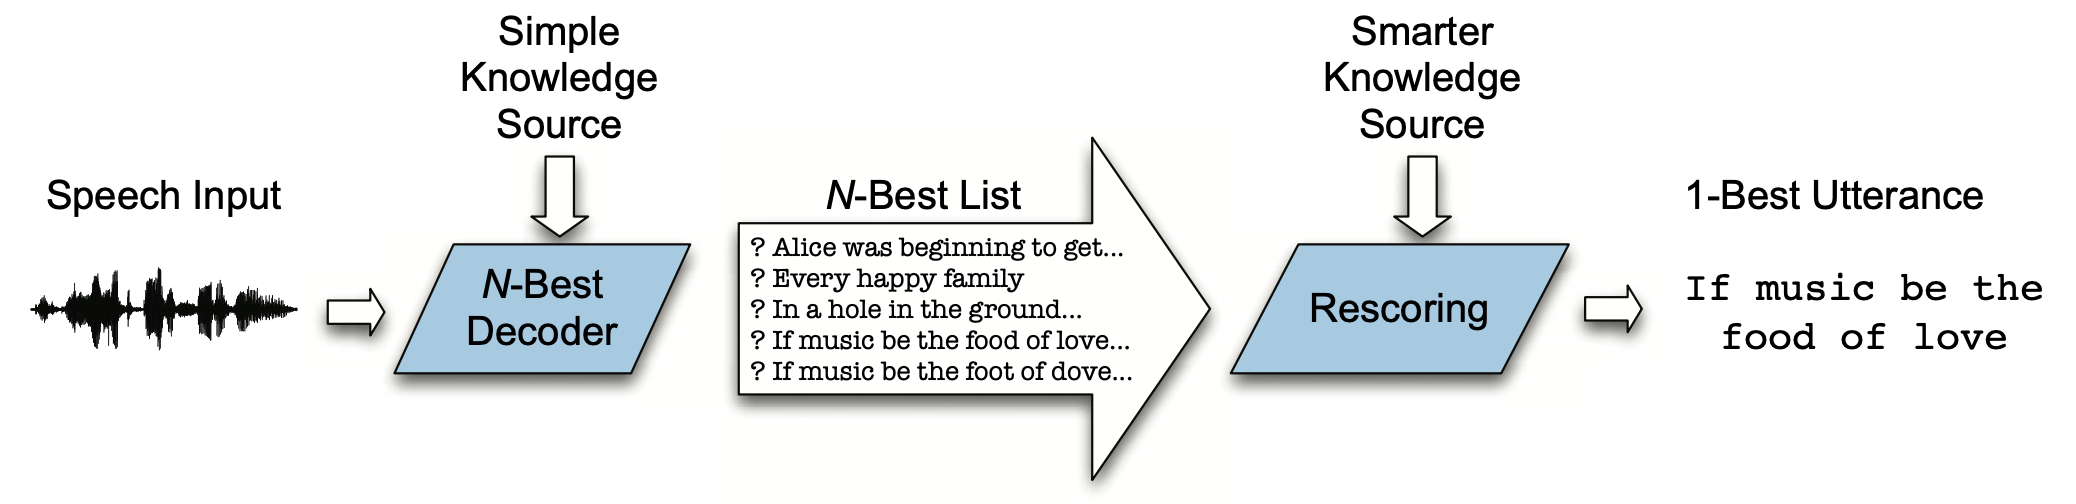 Speech Input
Simple
Knowledge
Source
N-Best
Decoder
N-Best List
? Alice was beginning to get...
? Every happy family
? In a hole in the ground...
? If music be the food of love...
? If music be the foot of dove...
Smarter
Knowledge
Source
Rescoring
1-Best Utterance
If music be the
food of love